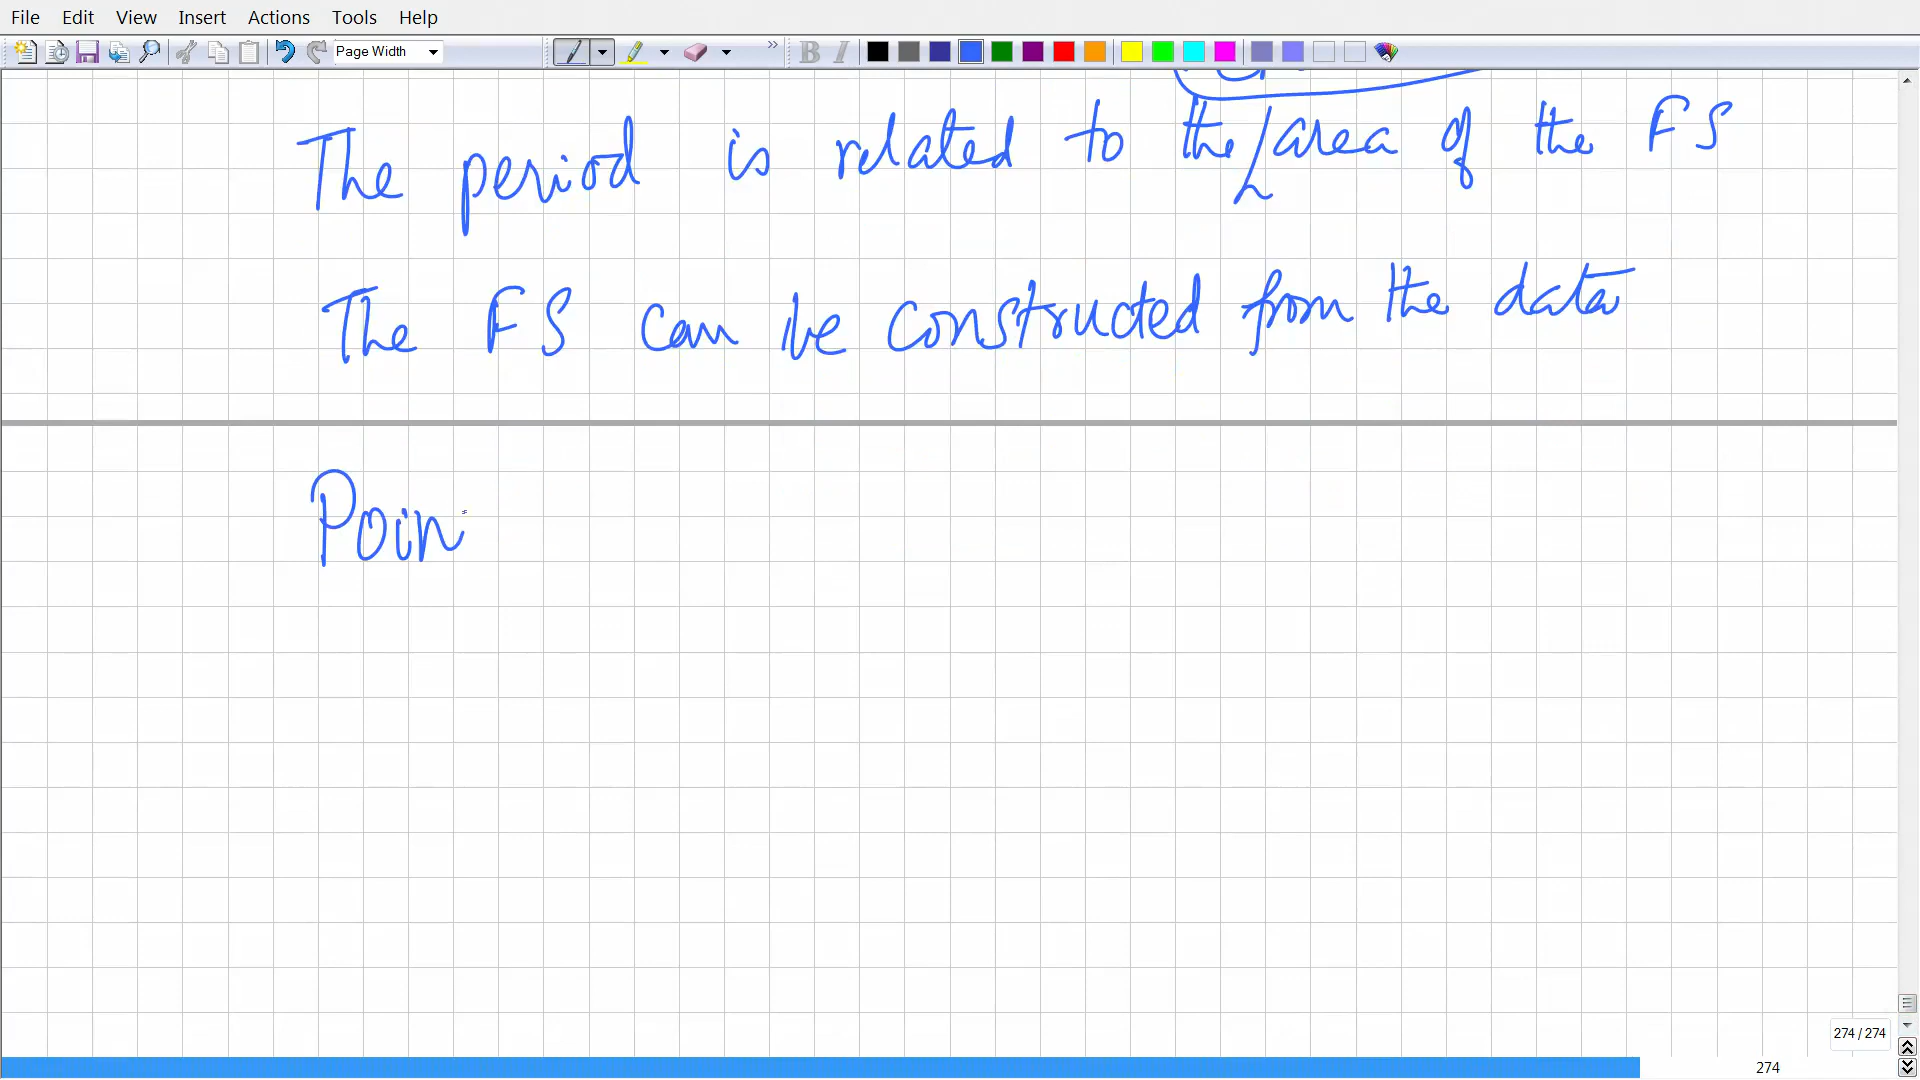 File Edit View Insert Actions Tools Help
Page Width
The period is related to the area of the FS
The FS can be constructed from the data
Poin
274 / 274
274